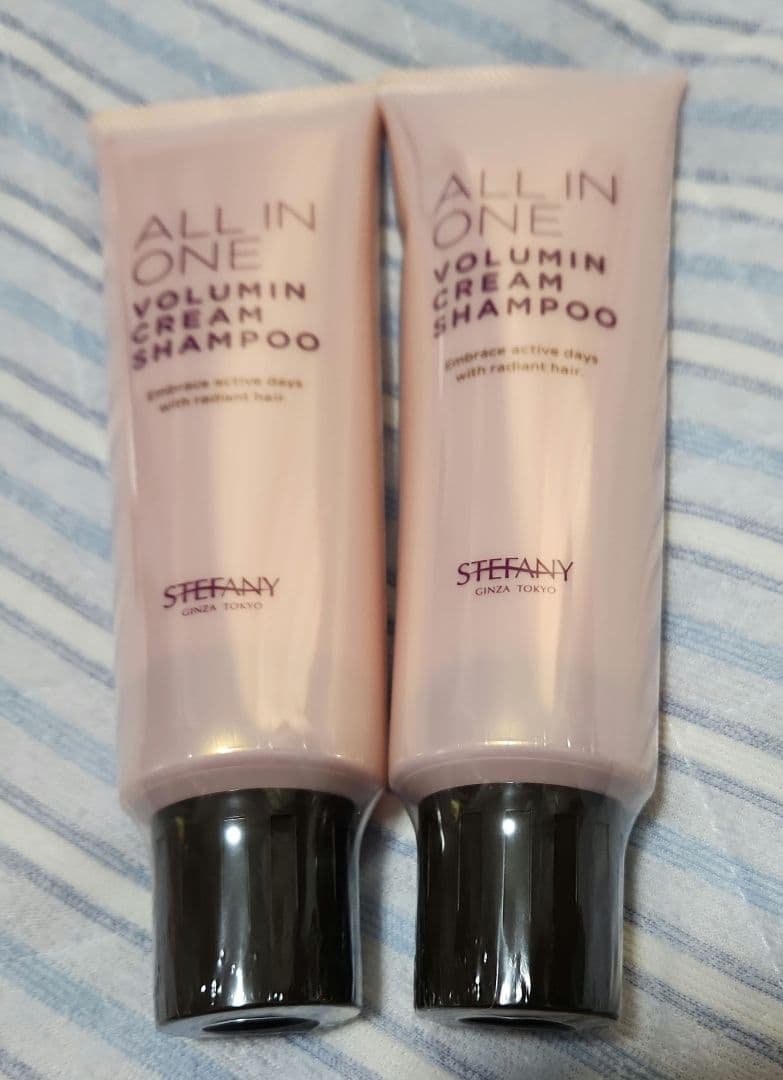 ALL IN
ONE
VOLUMIN
CREAM
SHAMPOO
Embrace active days
with radiant hair.
STEFANY
GINZA TOKYO
ALL IN
ONE
VOLUMIN
CREAM
SHAMPOO
Embrace active days
with radiant hair.
STEFANY
GINZA TOKYO